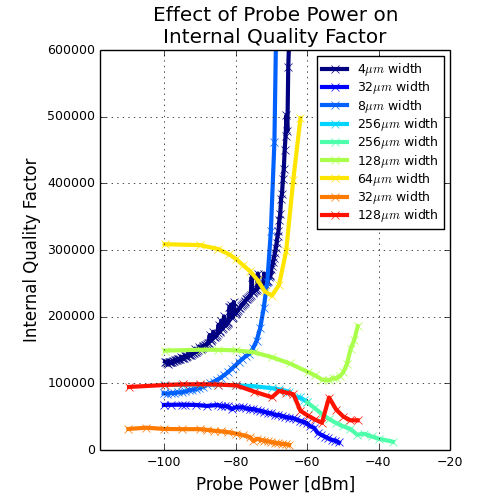 Effect of Probe Power on
Internal Quality Factor
600000
500000
400000
300000
200000
100000
0
Internal Quality Factor
4μm width
32μm width
8μm width
256μm width
256μm width
128μm width
64μm width
32μm width
128μm width
−100
−80
−60
−40
−20
Probe Power [dBm]